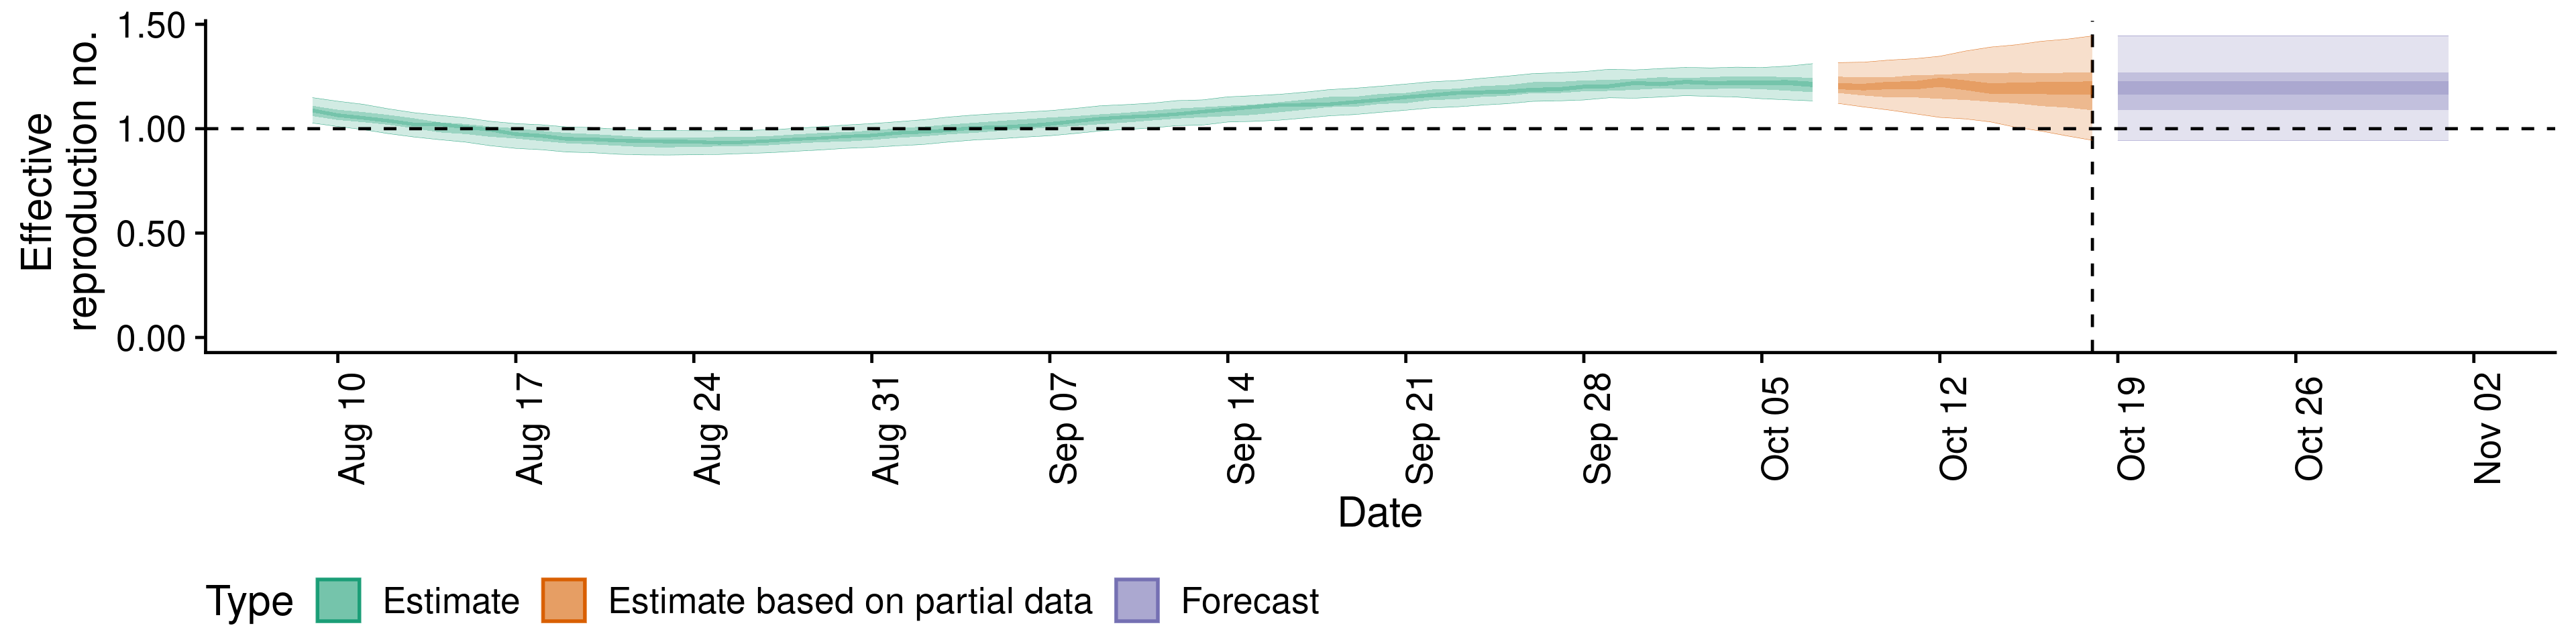 Effective
reproduction no.
1.50
1.00
0.50
0.00
Aug 10
Aug 17
Aug 24
Aug 31
Sep 07
Sep 14
Sep 21
Sep 28
Oct 05
Oct 12
Oct 19
Oct 26
Nov 02
Date
Type Estimate Estimate based on partial data Forecast